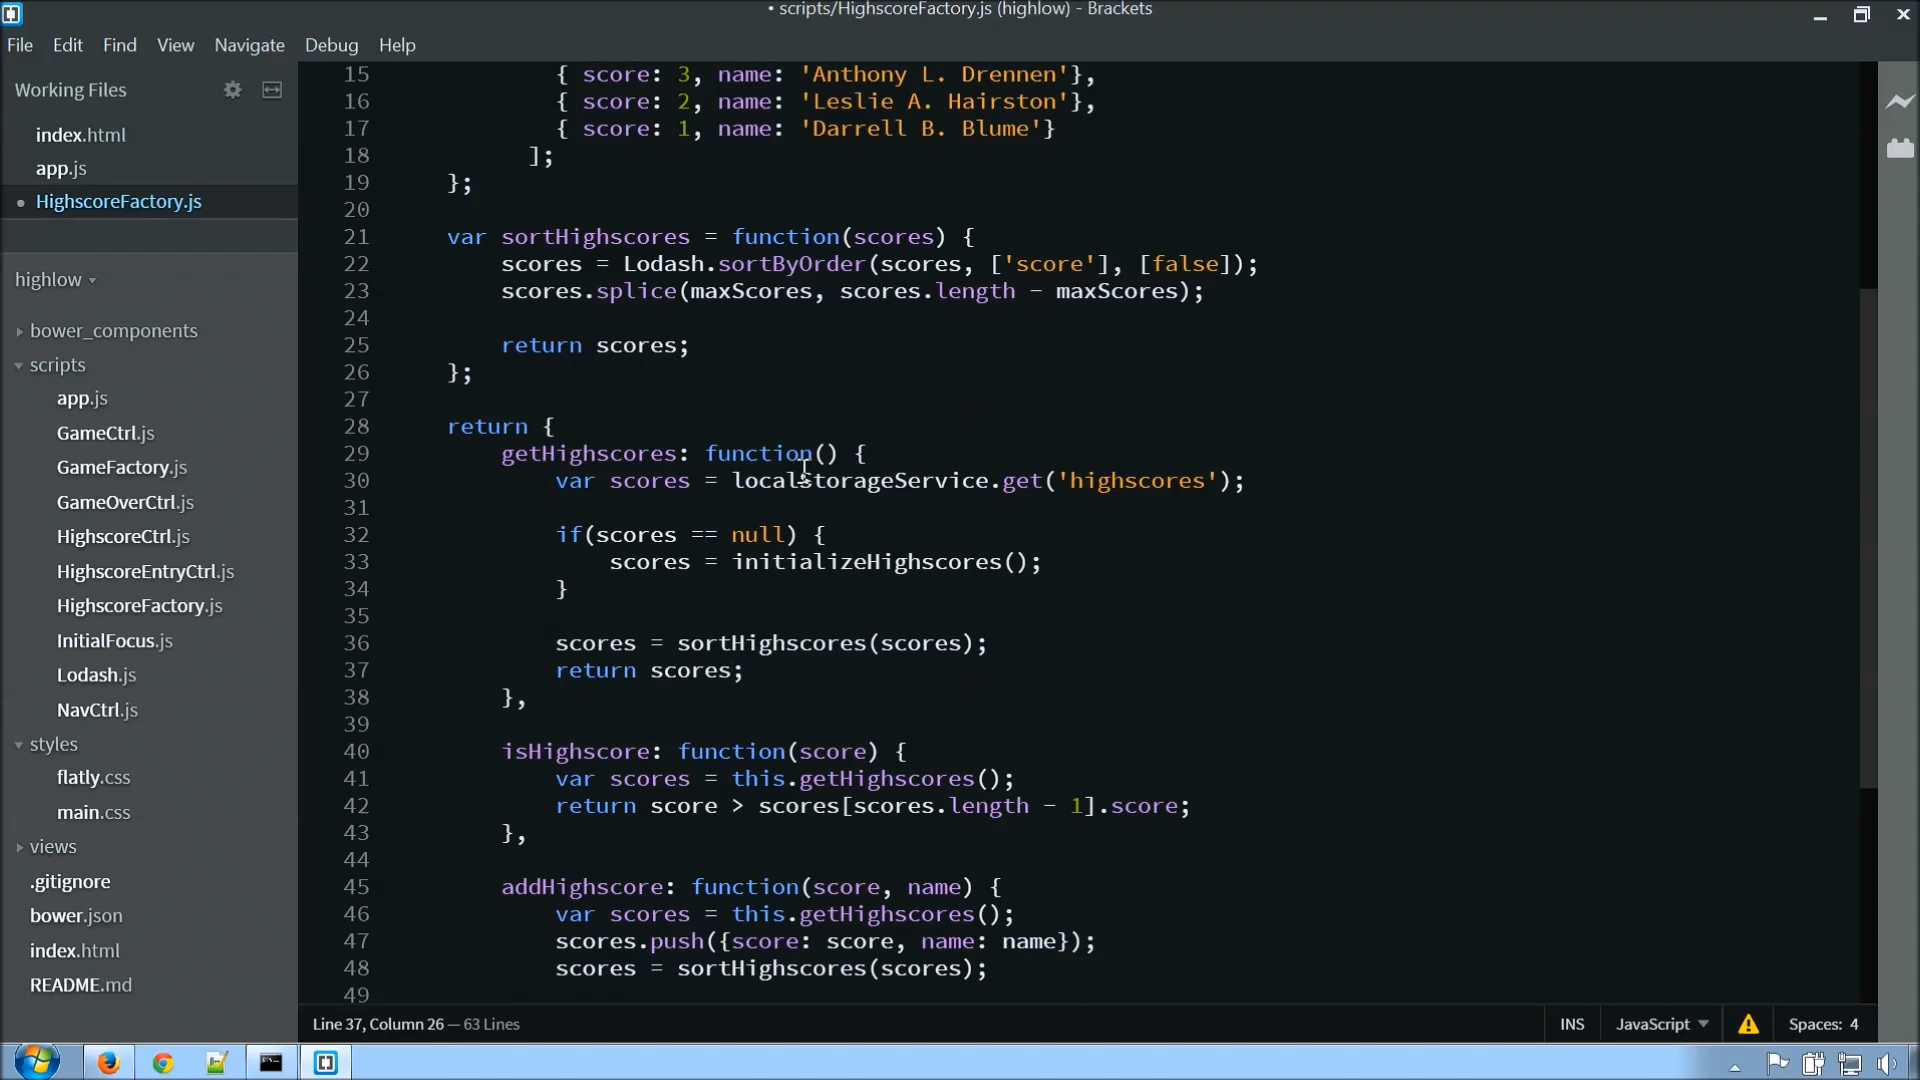 • scripts/HighscoreFactory.js (highlow) - Brackets
File Edit Find View Navigate Debug Help
Working Files
index.html
app.js
• HighscoreFactory.js
highlow
bower_components
scripts
app.js
GameCtrl.js
GameFactory.js
GameOverCtrl.js
HighscoreCtrl.js
HighscoreEntryCtrl.js
HighscoreFactory.js
InitialFocus.js
Lodash.js
NavCtrl.js
styles
flatly.css
main.css
views
.gitignore
bower.json
index.html
README.md
15 { score: 3, name: 'Anthony L. Drennen'},
16 { score: 2, name: 'Leslie A. Hairston'},
17 { score: 1, name: 'Darrell B. Blume'}
18 ];
19 };
20
21 var sortHighscores = function(scores) {
22 scores = Lodash.sortByOrder(scores, ['score'], [false]);
23 scores.splice(maxScores, scores.length - maxScores);
24
25 return scores;
26 };
27
28 return {
29 getHighscores: function() {
30 var scores = localStorageService.get('highscores');
31
32 if(scores == null) {
33 scores = initializeHighscores();
34 }
35
36 scores = sortHighscores(scores);
37 return scores;
38 },
39
40 isHighscore: function(score) {
41 var scores = this.getHighscores();
42 return score > scores[scores.length - 1].score;
43 },
44
45 addHighscore: function(score, name) {
46 var scores = this.getHighscores();
47 scores.push({score: score, name: name});
48 scores = sortHighscores(scores);
49
Line 37, Column 26 — 63 Lines
INS JavaScript Spaces: 4